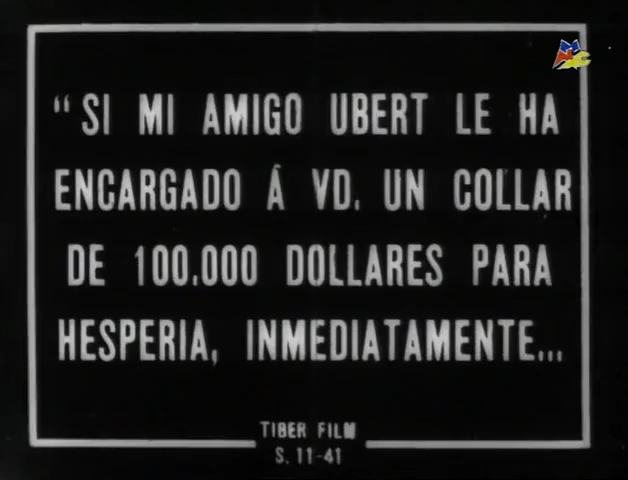 “SI MI AMIGO UBERT LE HA
ENCARGADO Á VD. UN COLLAR
DE 100.000 DOLLARES PARA
HESPERIA, INMEDIATAMENTE...
TIBER FILM
S. 11-41